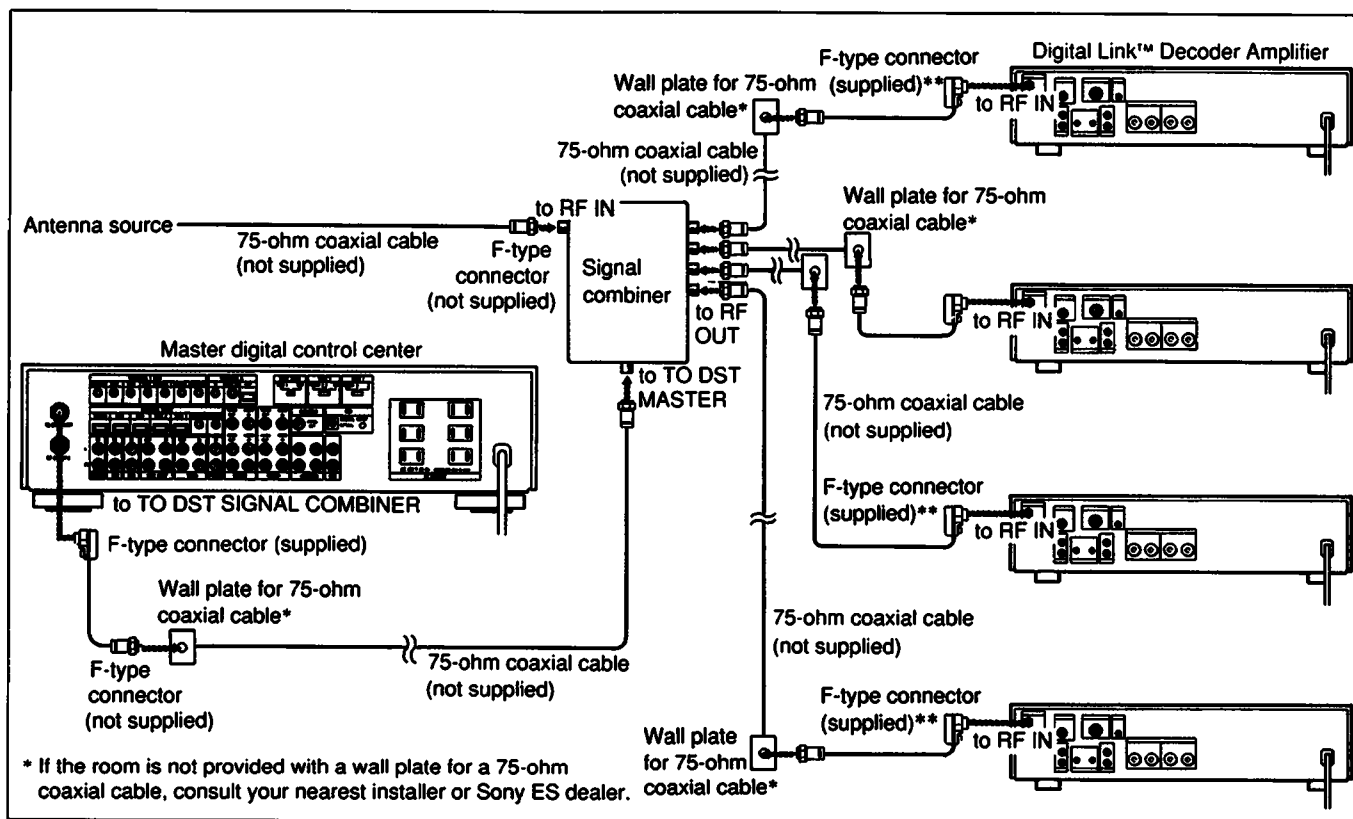 F-type connector
(supplied)**
Digital Link™ Decoder Amplifier
Wall plate for 75-ohm
coaxial cable*
to RF IN
75-ohm coaxial cable
(not supplied)
Wall plate for 75-ohm
coaxial cable*
to RF IN
Antenna source
75-ohm coaxial cable
(not supplied)
F-type
connector
(not supplied)
Signal
combiner
to RF
OUT
to RF IN
Master digital control center
to TO DST
MASTER
75-ohm coaxial cable
(not supplied)
to TO DST SIGNAL COMBINER
F-type connector
(supplied)**
to RF IN
F-type connector (supplied)
Wall plate for 75-ohm
coaxial cable*
75-ohm coaxial cable
(not supplied)
F-type
connector
(not supplied)
75-ohm coaxial cable
(not supplied)
F-type connector
(supplied)**
to RF IN
Wall plate
for 75-ohm
coaxial cable*
* If the room is not provided with a wall plate for a 75-ohm
coaxial cable, consult your nearest installer or Sony ES dealer.